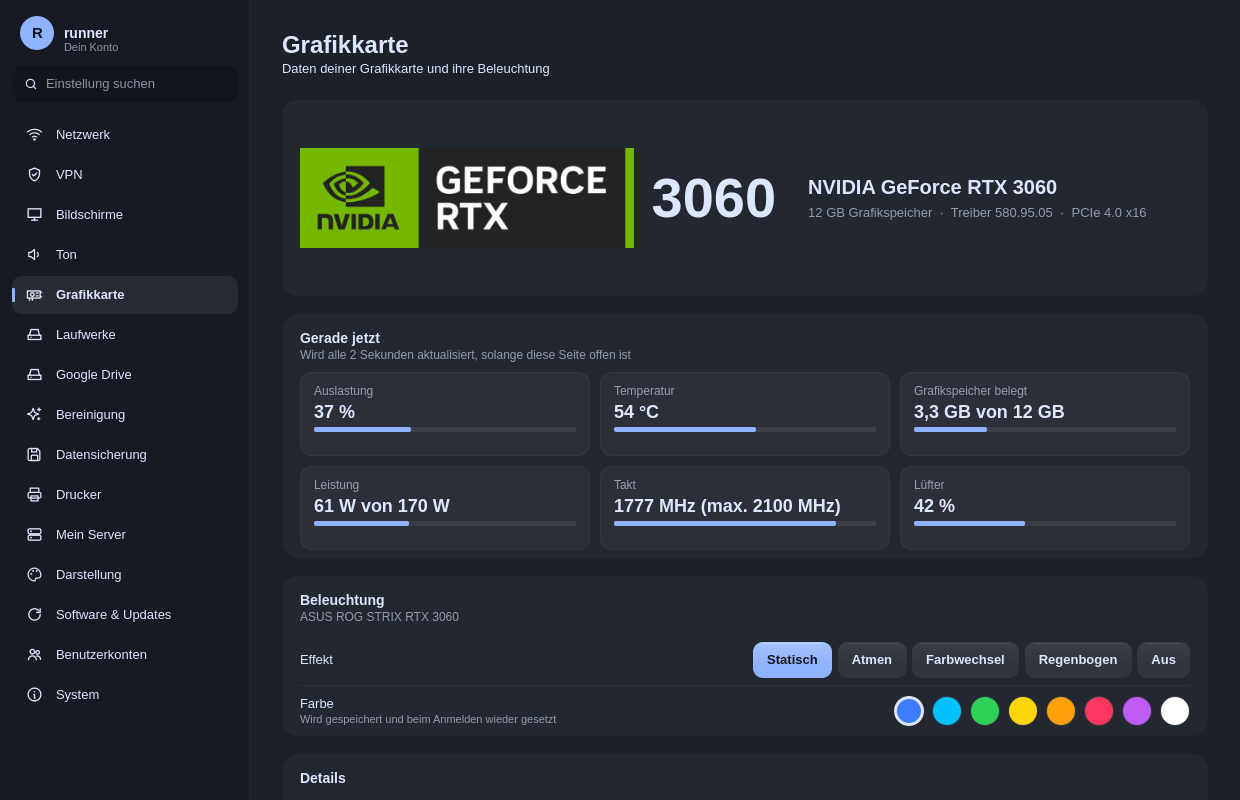 R
runner
Dein Konto
Einstellung suchen
Netzwerk
VPN
Bildschirme
Ton
Grafikkarte
Laufwerke
Google Drive
Bereinigung
Datensicherung
Drucker
Mein Server
Darstellung
Software & Updates
Benutzerkonten
System
Grafikkarte
Daten deiner Grafikkarte und ihre Beleuchtung
NVIDIA
GEFORCE
RTX
3060
NVIDIA GeForce RTX 3060
12 GB Grafikspeicher · Treiber 580.95.05 · PCIe 4.0 x16
Gerade jetzt
Wird alle 2 Sekunden aktualisiert, solange diese Seite offen ist
Auslastung
37 %
Temperatur
54 °C
Grafikspeicher belegt
3,3 GB von 12 GB
Leistung
61 W von 170 W
Takt
1777 MHz (max. 2100 MHz)
Lüfter
42 %
Beleuchtung
ASUS ROG STRIX RTX 3060
Effekt
Statisch
Atmen
Farbwechsel
Regenbogen
Aus
Farbe
Wird gespeichert und beim Anmelden wieder gesetzt
Details